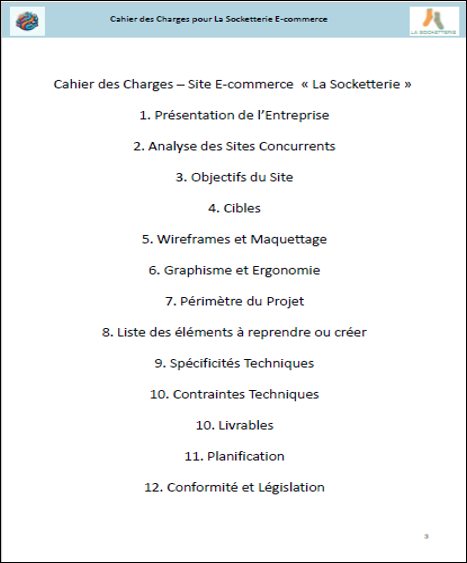 Cahier des Charges pour La Socketterie E-commerce
LA SOCKETTERIE
Cahier des Charges – Site E-commerce « La Socketterie »
1. Présentation de l’Entreprise
2. Analyse des Sites Concurrents
3. Objectifs du Site
4. Cibles
5. Wireframes et Maquettage
6. Graphisme et Ergonomie
7. Périmètre du Projet
8. Liste des éléments à reprendre ou créer
9. Spécificités Techniques
10. Contraintes Techniques
10. Livrables
11. Planification
12. Conformité et Législation
3